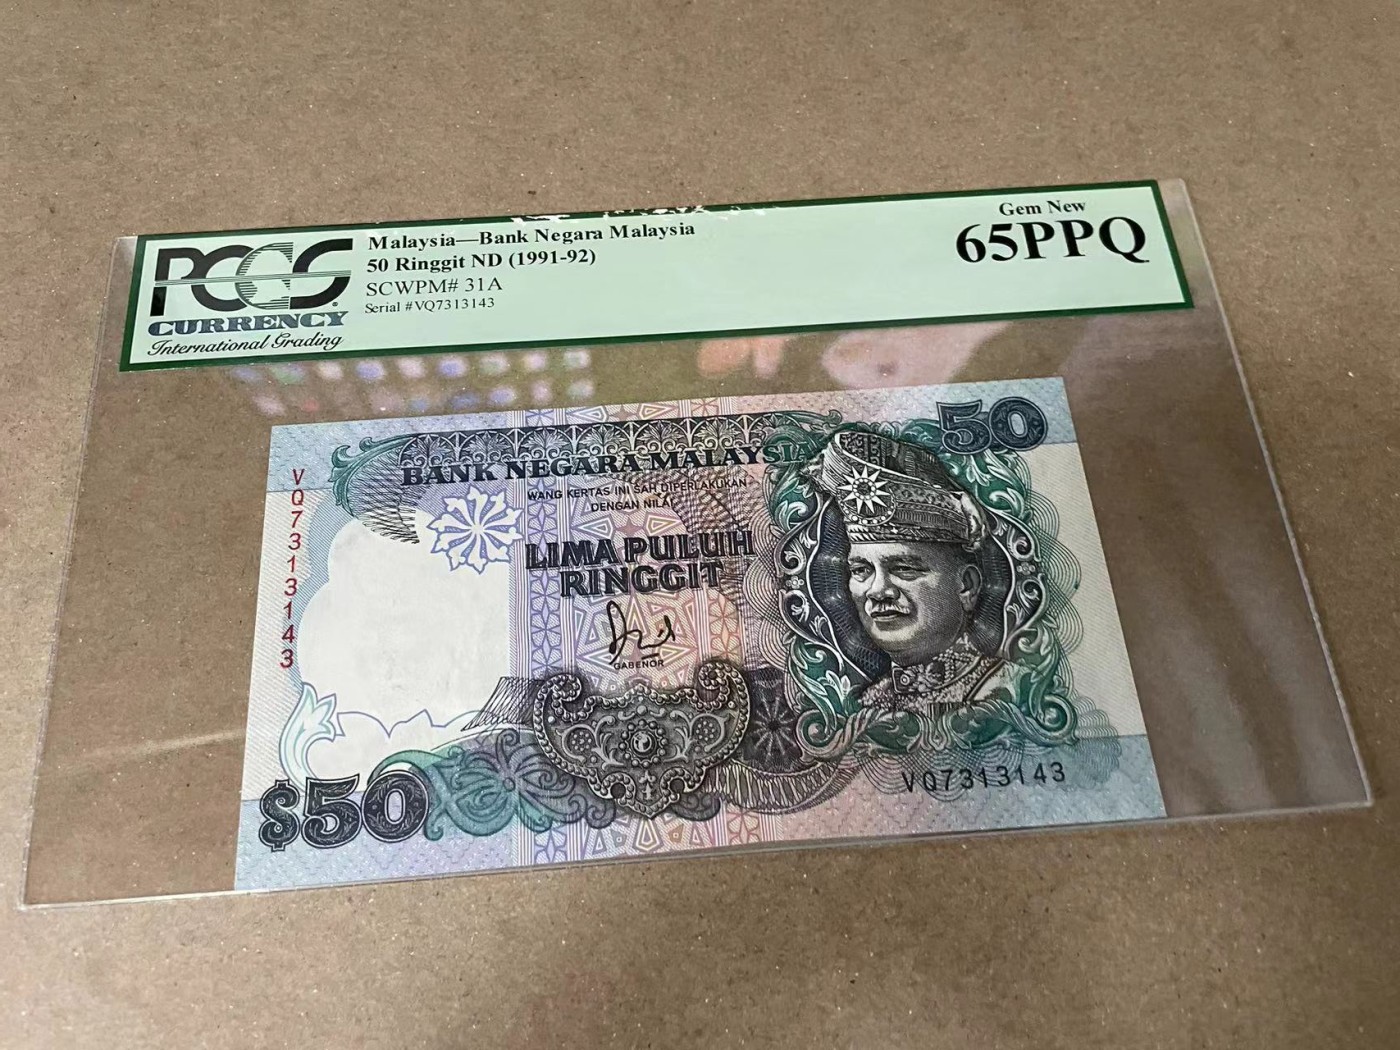 PCGS
CURRENCY
International Grading
Malaysia—Bank Negara Malaysia
50 Ringgit ND (1991-92)
SCWPM# 31A
Serial #VQ7313143
Gem New
65PPQ
50
BANK NEGARA MALAYSIA
WANG KERTAS INI SAH DIPERLAKUKAN
DENGAN NILAI
LIMA PULUH
RINGGIT
GABENOR
VQ7313143
$50
VQ7313143